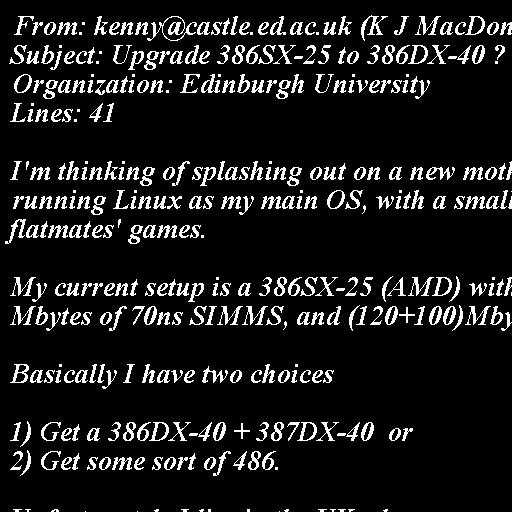 From: kenny@castle.ed.ac.uk (K J MacDon
Subject: Upgrade 386SX-25 to 386DX-40 ?
Organization: Edinburgh University
Lines: 41
I'm thinking of splashing out on a new moth
running Linux as my main OS, with a small
flatmates' games.
My current setup is a 386SX-25 (AMD) with
Mbytes of 70ns SIMMS, and (120+100)Mby
Basically I have two choices
1) Get a 386DX-40 + 387DX-40  or
2) Get some sort of 486.